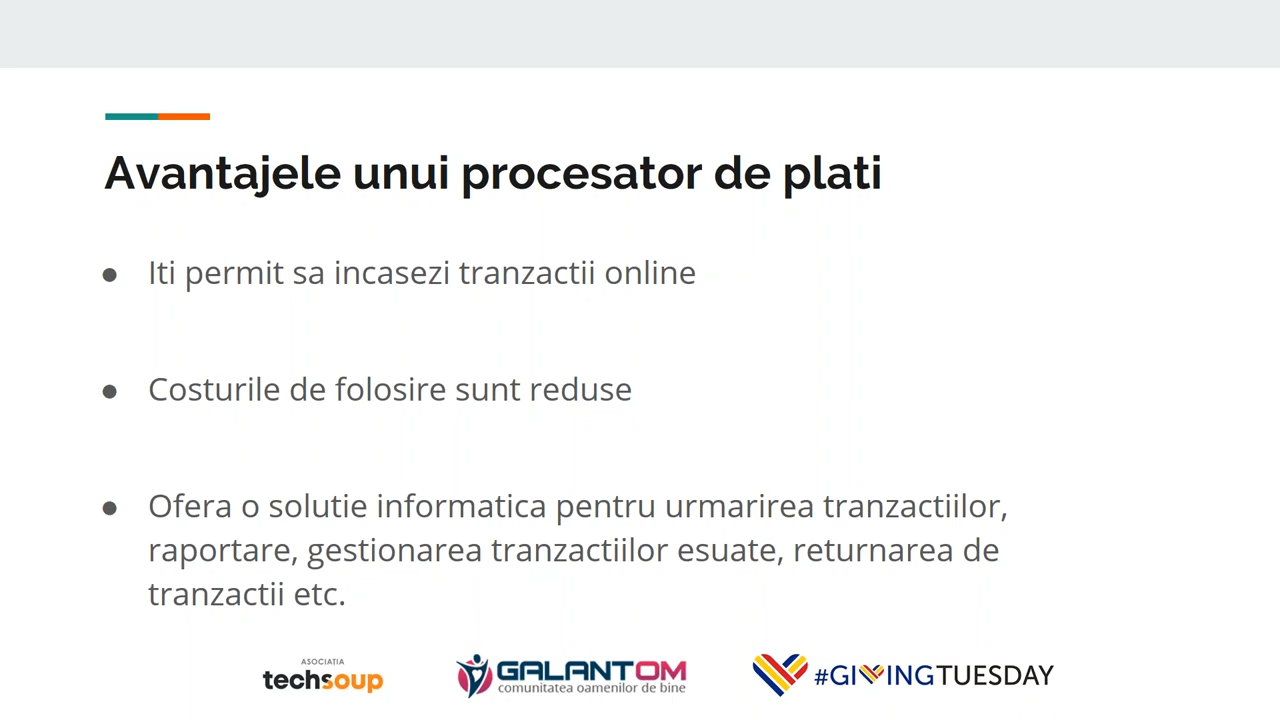 Avantajele unui procesator de plati
● Iti permit sa incasezi tranzactii online
● Costurile de folosire sunt reduse
● Ofera o solutie informatica pentru urmarirea tranzactiilor,
raportare, gestionarea tranzactiilor esuate, returnarea de
tranzactii etc.
ASOCIAȚIA
techsoup
GALANTOM
comunitatea oamenilor de bine
#GIVINGTUESDAY